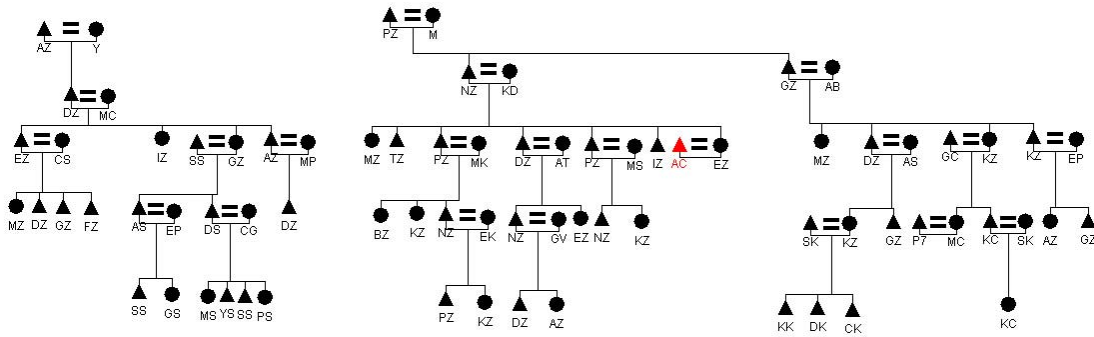 PZ M
AZ Y
NZ KD GZ AB
DZ MC
EZ CS IZ SS GZ AZ MP
MZ TZ PZ MK DZ AT PZ MS IZ AC EZ
MZ DZ AS GC KZ KZ EP
MZ DZ GZ FZ AS EP DS CG DZ
BZ KZ NZ EK NZ GV EZ NZ KZ
SK KZ GZ P7 MC KC SK AZ GZ
SS GS MS YS SS PS
PZ KZ DZ AZ
KK DK CK KC